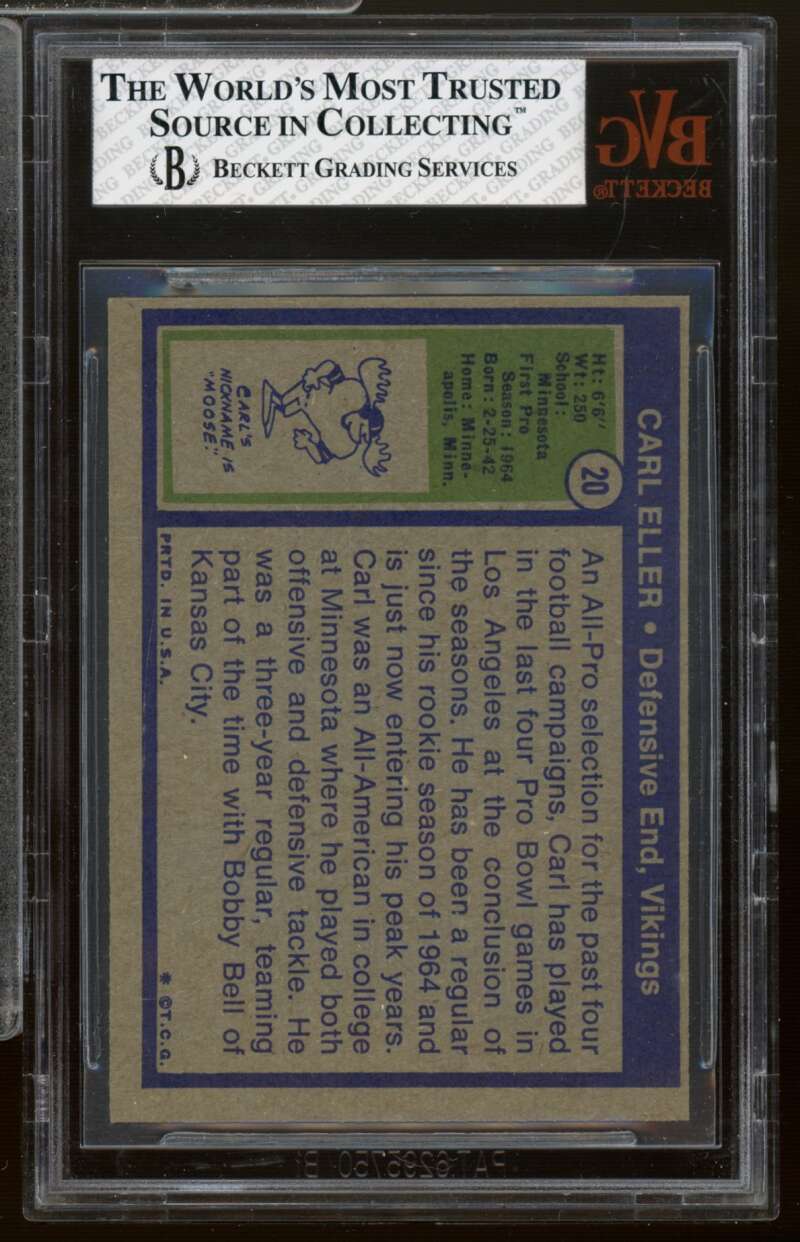 THE WORLD'S MOST TRUSTED
SOURCE IN COLLECTING™
B BECKETT GRADING SERVICES
BVG
BECKETT®
CARL ELLER • Defensive End, Vikings
20
Ht: 6'6"
Wt: 250
School:
Minnesota
First Pro
Season: 1964
Born: 2-25-42
Home: Minne-
apolis, Minn.
CARL'S
NICKNAME IS
"MOOSE."
An All-Pro selection for the past four
football campaigns, Carl has played
in the last four Pro Bowl games in
Los Angeles at the conclusion of
the seasons. He has been a regular
since his rookie season of 1964 and
is just now entering his peak years.
Carl was an All-American in college
at Minnesota where he played both
offensive and defensive tackle. He
was a three-year regular, teaming
part of the time with Bobby Bell of
Kansas City.
PRTD. IN U.S.A.
* ©T.C.G.